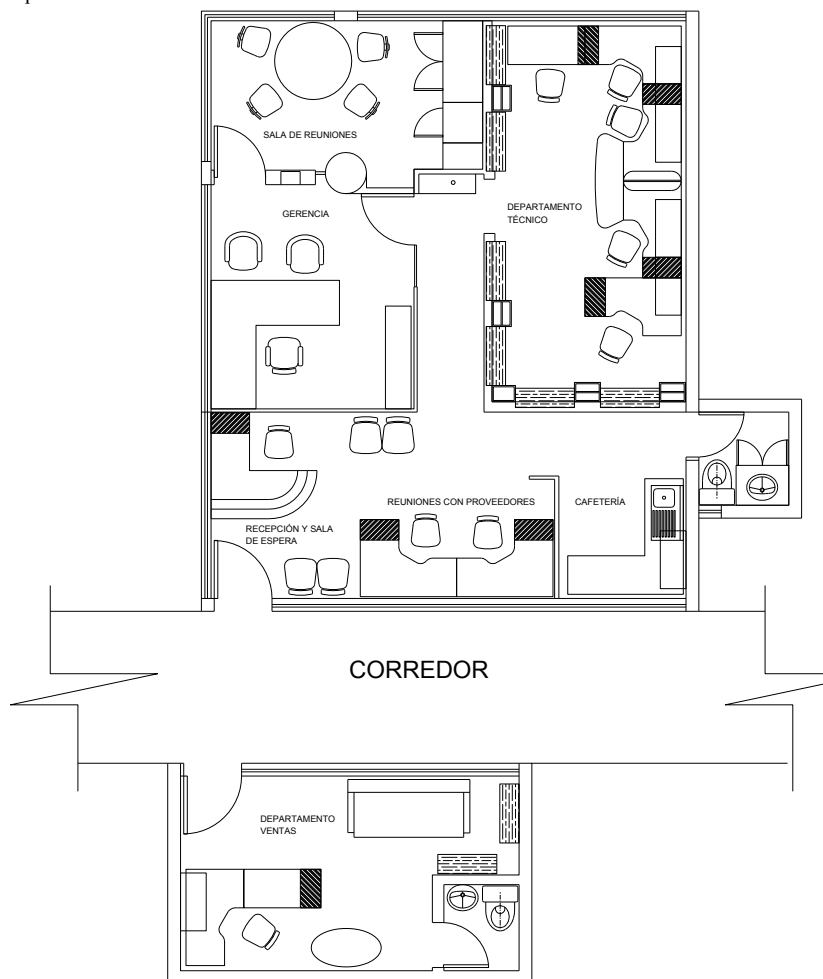 SALA DE REUNIONES
GERENCIA
DEPARTAMENTO
TÉCNICO
REUNIONES CON PROVEEDORES
CAFETERÍA
RECEPCIÓN Y SALA
DE ESPERA
CORREDOR
DEPARTAMENTO
VENTAS